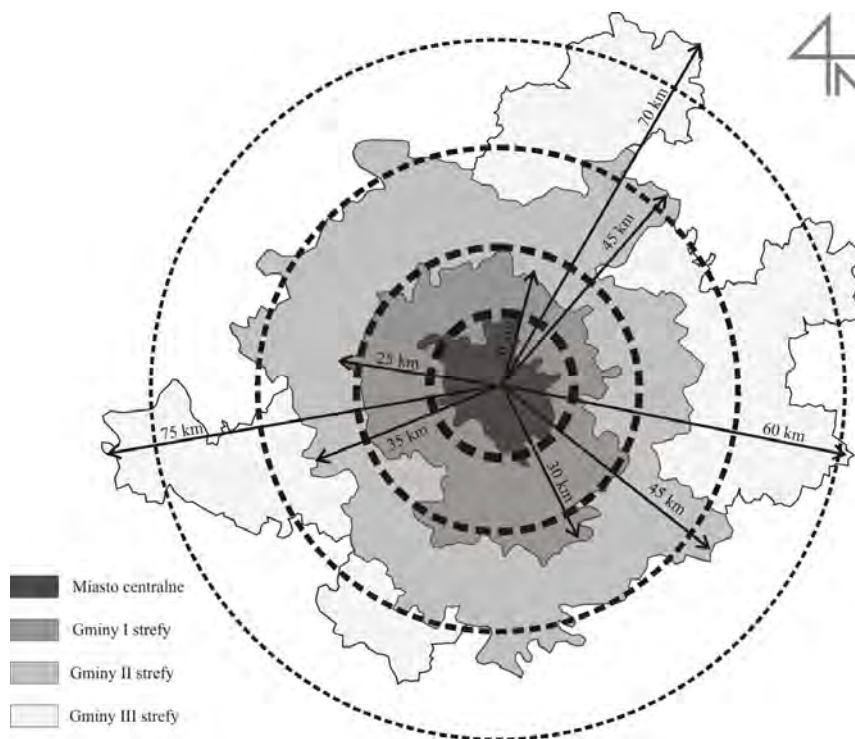 N
70 km
45 km
25 km
75 km
35 km
30 km
45 km
60 km
Miasto centralne
Gminy I strefy
Gminy II strefy
Gminy III strefy